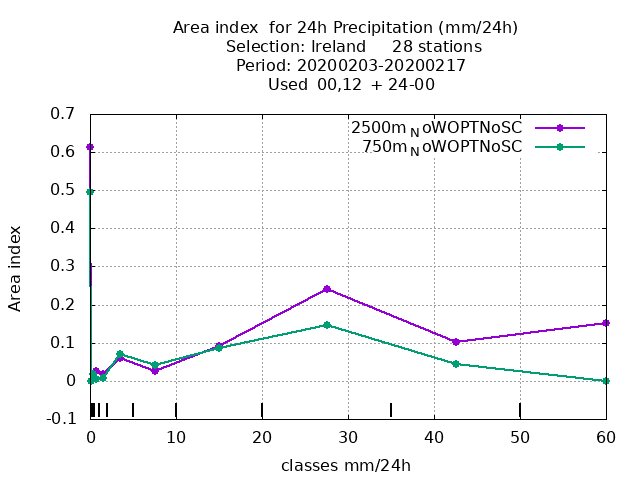 Area index  for 24h Precipitation (mm/24h)
Selection: Ireland     28 stations
Period: 20200203-20200217
Used  00,12  + 24-00
2500m_NoWOPTNoSC
750m_NoWOPTNoSC
0.7
0.6
0.5
0.4
0.3
0.2
0.1
0
-0.1
Area index
0 10 20 30 40 50 60
classes mm/24h